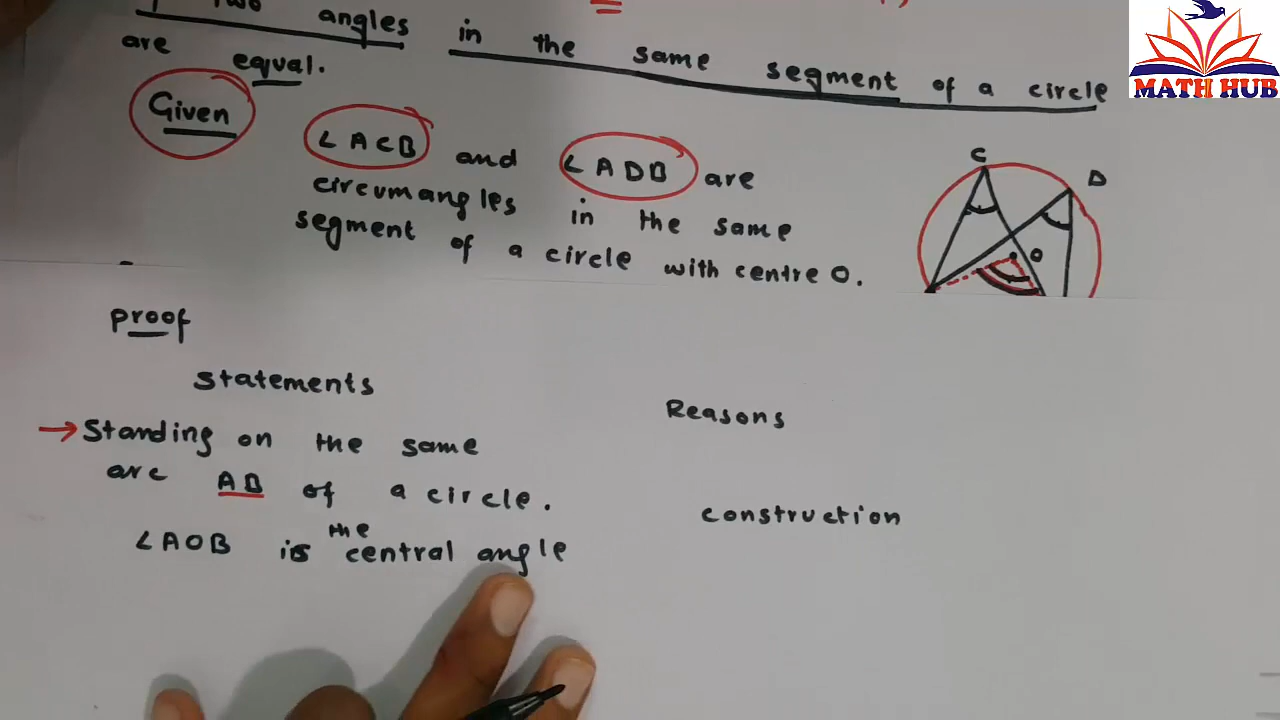 Two angles in the same segment of a circle
are equal.
Given
∠ACB and ∠ADB are
circumangles in the same
segment of a circle with centre O.
C
D
O
Proof
Statements
Reasons
→ Standing on the same
arc AB of a circle.
construction
∠AOB is the central angle
MATH HUB